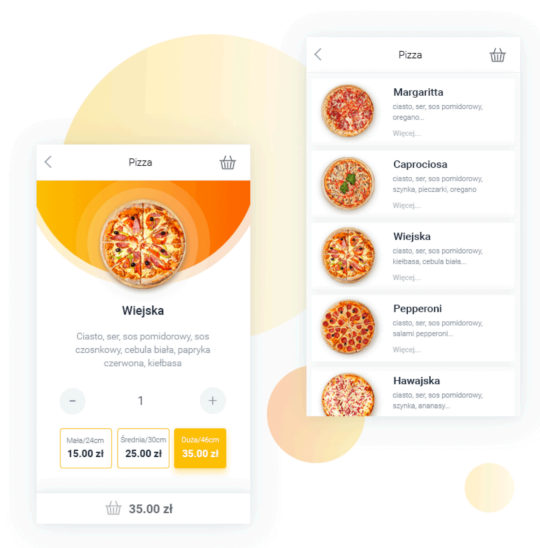 Pizza
Wiejska
Ciasto, ser, sos pomidorowy, sos
czosnkowy, cebula biała, papryka
czerwona, kiełbasa
- 1 +
Mała/24cm
15.00 zł
Średnia/30cm
25.00 zł
Duża/46cm
35.00 zł
35.00 zł
Pizza
Margaritta
ciasto, ser, sos pomidorowy,
oregano...
Więcej...
Caprociosa
ciasto, ser, sos pomidorowy,
szynka, pieczarki, oregano
Więcej...
Wiejska
ciasto, ser, sos pomidorowy,
kiełbasa, cebula biała...
Więcej...
Pepperoni
ciasto, ser, sos pomidorowy,
salami pepperoni...
Więcej...
Hawajska
ciasto, ser, sos pomidorowy,
szynka, ananasy...